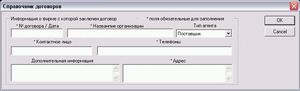 Справочник договоров
Информация о фирме с которой заключен договор
* поля обязательные для заполнения
OK
* № договора / Дата
* Название организации
Тип агента
Поставщик
Cancel
* Контактное лицо
* Телефоны
Дополнительная информация
* Адрес